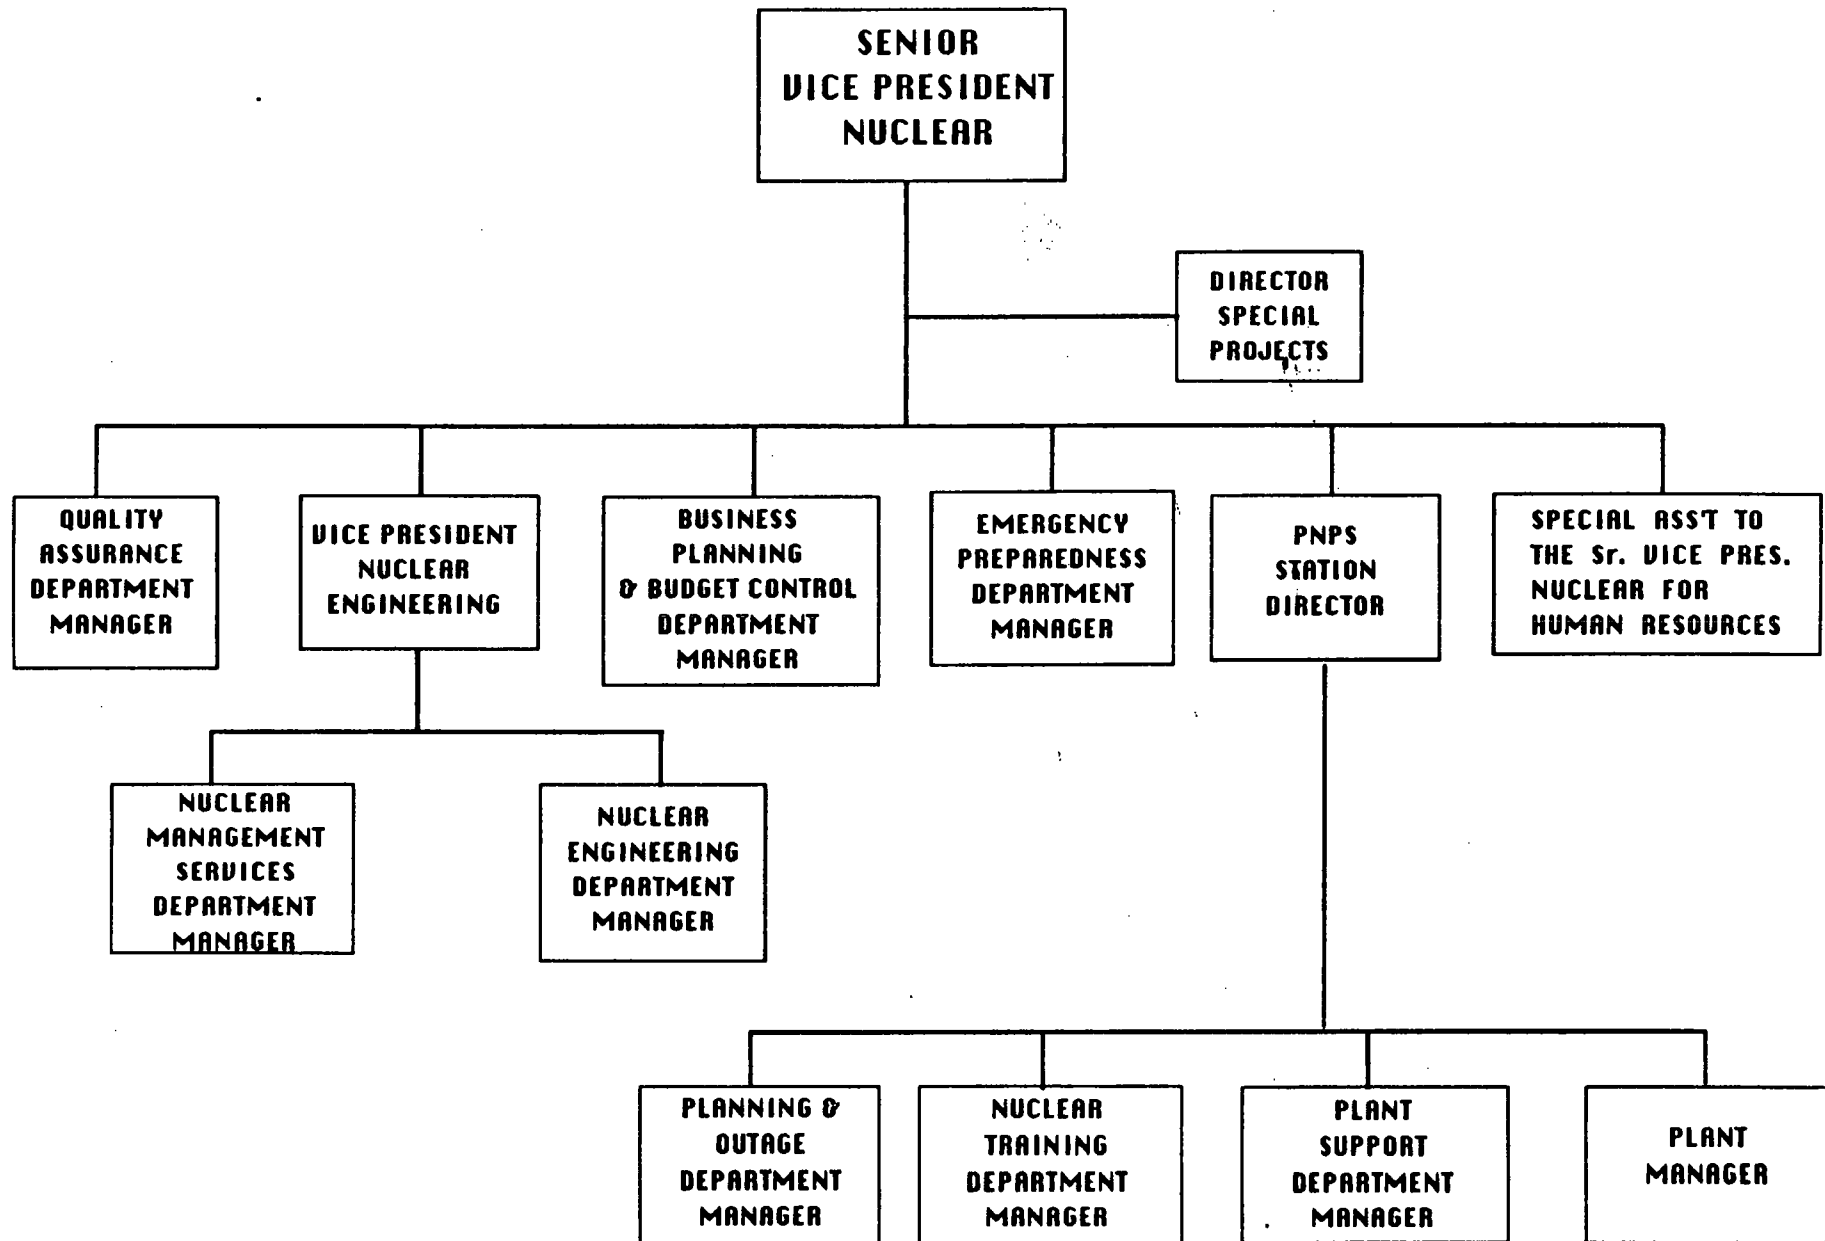 SENIOR
VICE PRESIDENT
NUCLEAR
DIRECTOR
SPECIAL
PROJECTS
QUALITY
ASSURANCE
DEPARTMENT
MANAGER
VICE PRESIDENT
NUCLEAR
ENGINEERING
BUSINESS
PLANNING
& BUDGET CONTROL
DEPARTMENT
MANAGER
EMERGENCY
PREPAREDNESS
DEPARTMENT
MANAGER
PNPS
STATION
DIRECTOR
SPECIAL ASS'T TO
THE Sr. VICE PRES.
NUCLEAR FOR
HUMAN RESOURCES
NUCLEAR
MANAGEMENT
SERVICES
DEPARTMENT
MANAGER
NUCLEAR
ENGINEERING
DEPARTMENT
MANAGER
PLANNING &
OUTAGE
DEPARTMENT
MANAGER
NUCLEAR
TRAINING
DEPARTMENT
MANAGER
PLANT
SUPPORT
DEPARTMENT
MANAGER
PLANT
MANAGER